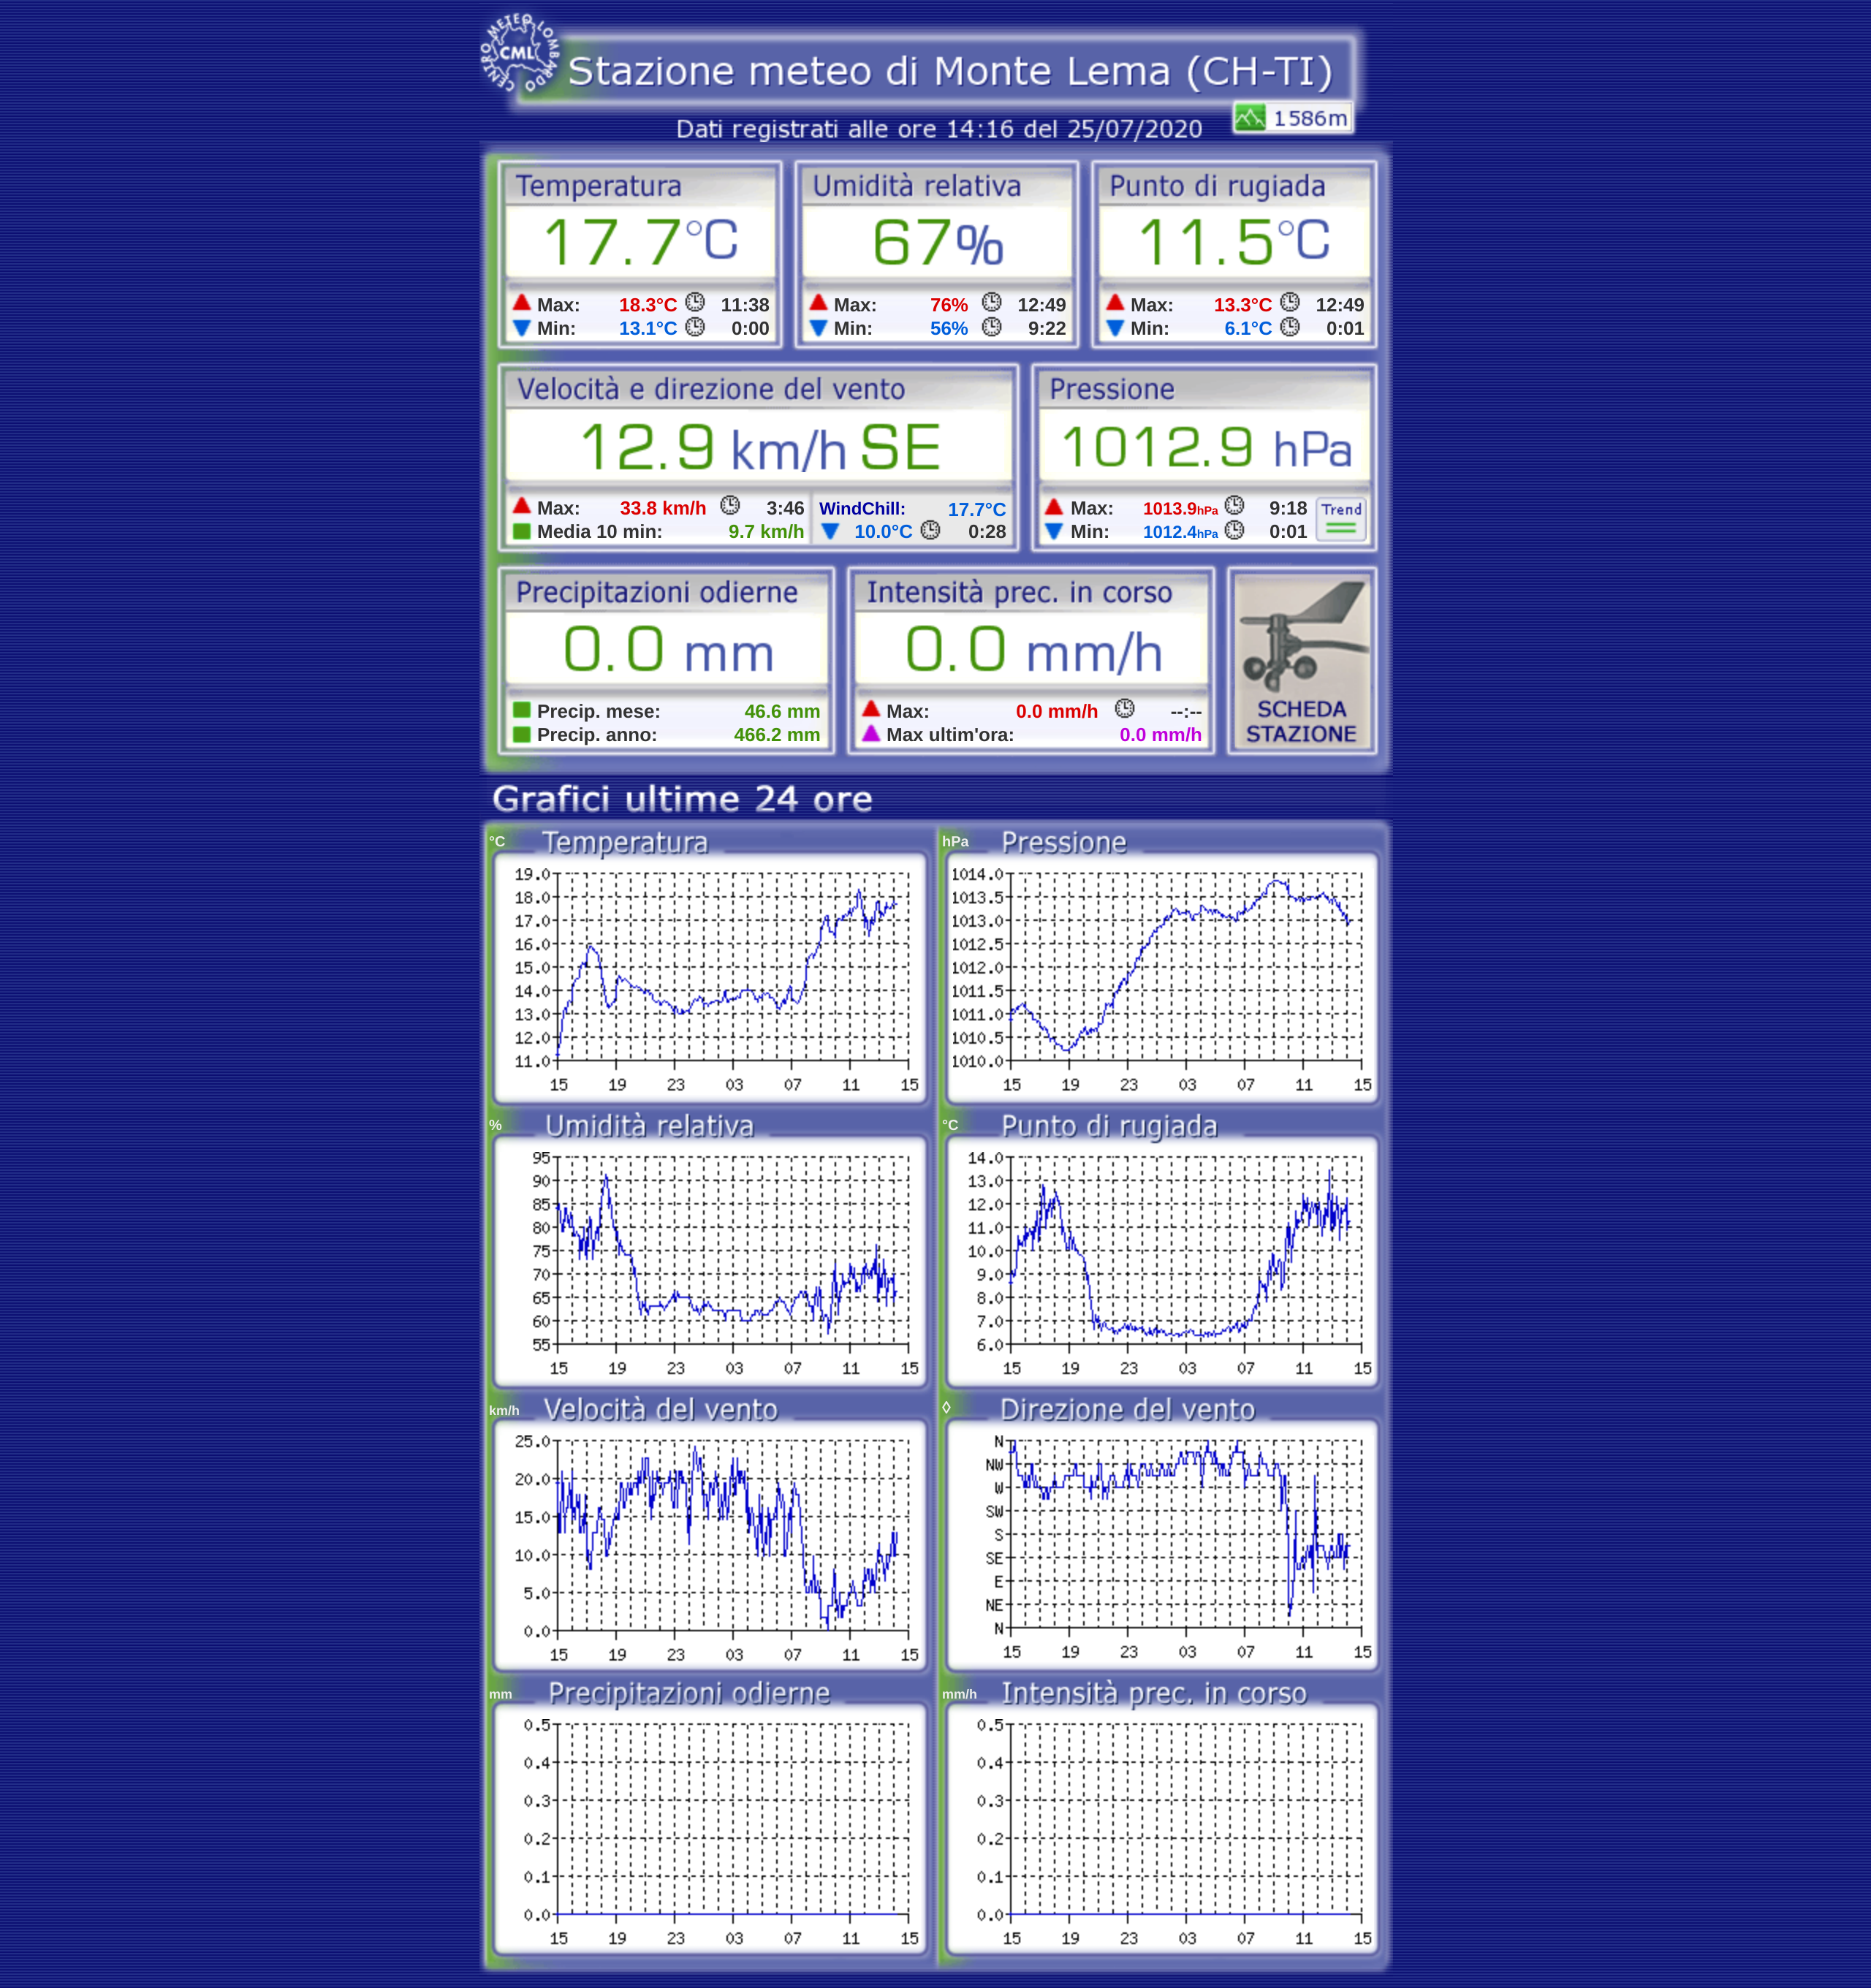 CENTRO METEO LOMBARDO
CML
Stazione meteo di Monte Lema (CH-TI)
1586m
Dati registrati alle ore 14:16 del 25/07/2020
Temperatura Umidità relativa Punto di rugiada
17.7°C 67% 11.5°C
Max: 18.3°C 11:38 Max: 76% 12:49 Max: 13.3°C 12:49
Min: 13.1°C 0:00 Min: 56% 9:22 Min: 6.1°C 0:01
Velocità e direzione del vento Pressione
12.9 km/h SE 1012.9 hPa
Max: 33.8 km/h 3:46 WindChill: 17.7°C Max: 1013.9hPa 9:18 Trend
Media 10 min: 9.7 km/h 10.0°C 0:28 Min: 1012.4hPa 0:01
Precipitazioni odierne Intensità prec. in corso
0.0 mm 0.0 mm/h
Precip. mese: 46.6 mm Max: 0.0 mm/h --:-- SCHEDA
Precip. anno: 466.2 mm Max ultim'ora: 0.0 mm/h STAZIONE
Grafici ultime 24 ore
°C Temperatura
19.0
18.0
17.0
16.0
15.0
14.0
13.0
12.0
11.0
15 19 23 03 07 11 15
hPa Pressione
1014.0
1013.5
1013.0
1012.5
1012.0
1011.5
1011.0
1010.5
1010.0
15 19 23 03 07 11 15
% Umidità relativa
95
90
85
80
75
70
65
60
55
15 19 23 03 07 11 15
°C Punto di rugiada
14.0
13.0
12.0
11.0
10.0
9.0
8.0
7.0
6.0
15 19 23 03 07 11 15
km/h Velocità del vento
25.0
20.0
15.0
10.0
5.0
0.0
15 19 23 03 07 11 15
◊ Direzione del vento
N
NW
W
SW
S
SE
E
NE
N
15 19 23 03 07 11 15
mm Precipitazioni odierne
0.5
0.4
0.3
0.2
0.1
0.0
15 19 23 03 07 11 15
mm/h Intensità prec. in corso
0.5
0.4
0.3
0.2
0.1
0.0
15 19 23 03 07 11 15